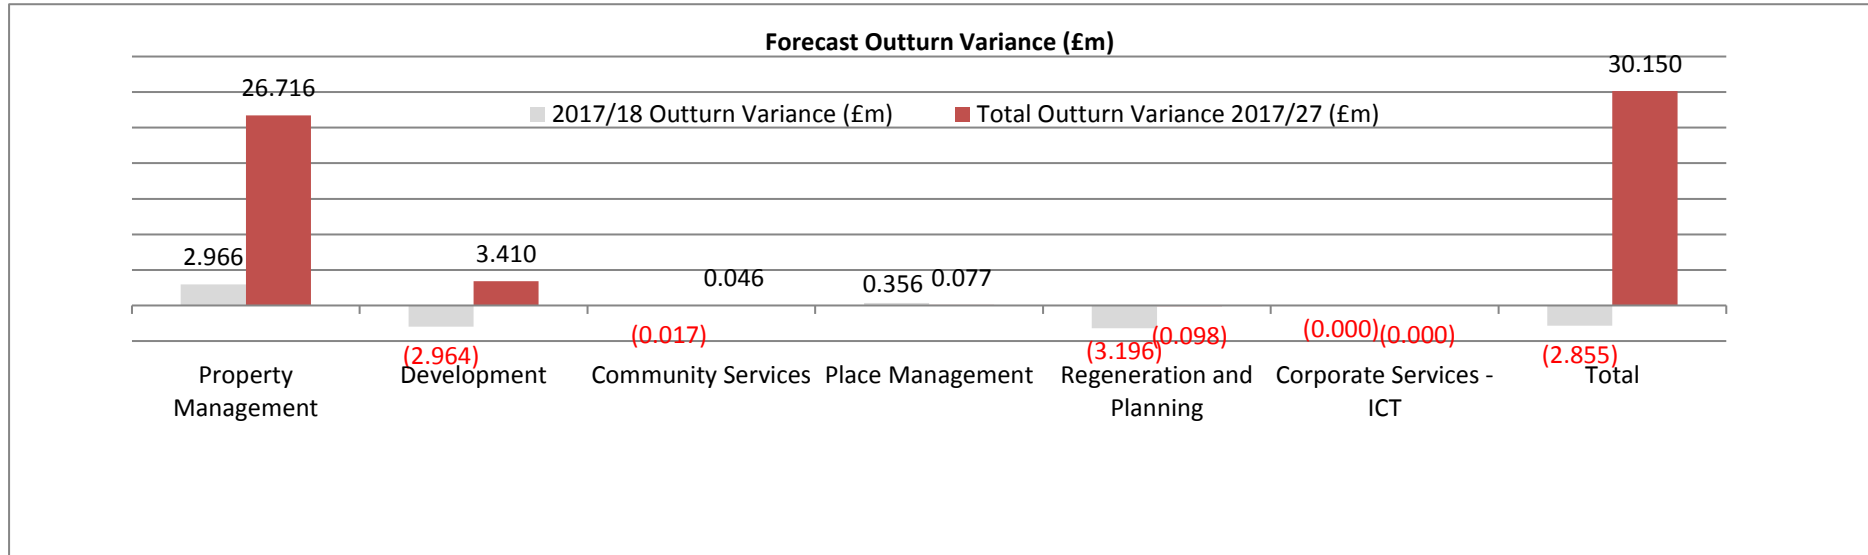 Forecast Outturn Variance (£m)
2017/18 Outturn Variance (£m)
Total Outturn Variance 2017/27 (£m)
2.966
26.716
(2.964)
3.410
(0.017)
0.046
0.356
0.077
(3.196)
(0.098)
(0.000)
(0.000)
(2.855)
30.150
Property
Management
Development
Community Services
Place Management
Regeneration and
Planning
Corporate Services -
ICT
Total